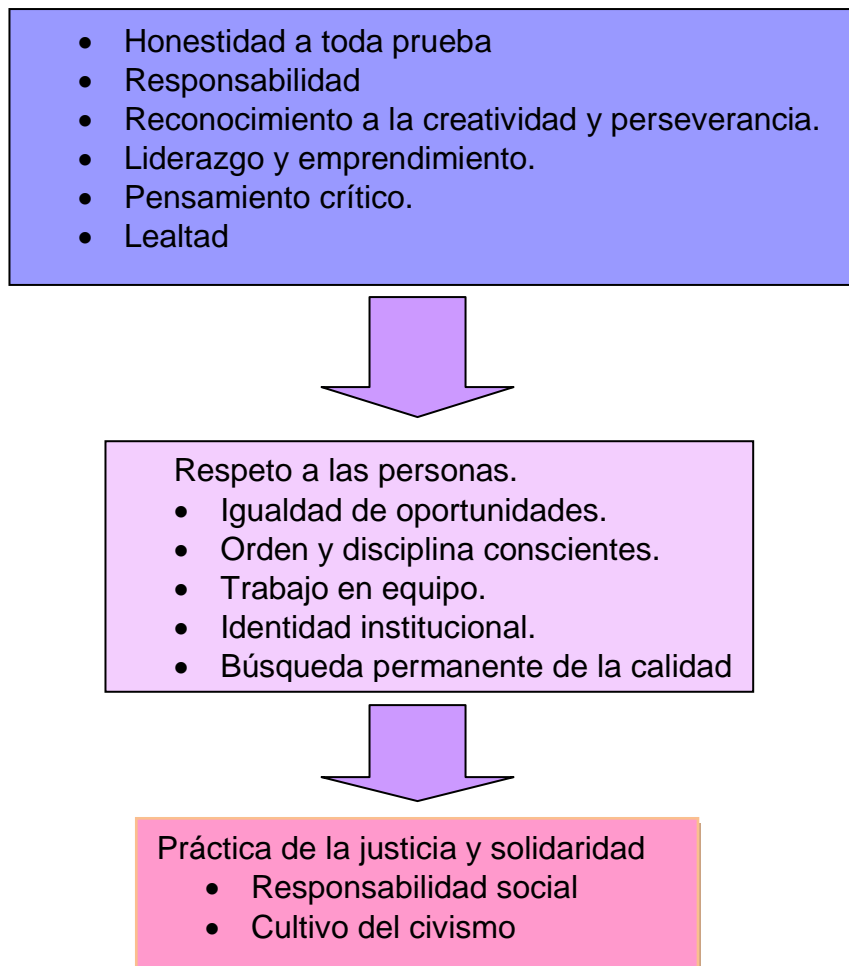 • Honestidad a toda prueba
• Responsabilidad
• Reconocimiento a la creatividad y perseverancia.
• Liderazgo y emprendimiento.
• Pensamiento crítico.
• Lealtad
Respeto a las personas.
• Igualdad de oportunidades.
• Orden y disciplina conscientes.
• Trabajo en equipo.
• Identidad institucional.
• Búsqueda permanente de la calidad
Práctica de la justicia y solidaridad
• Responsabilidad social
• Cultivo del civismo